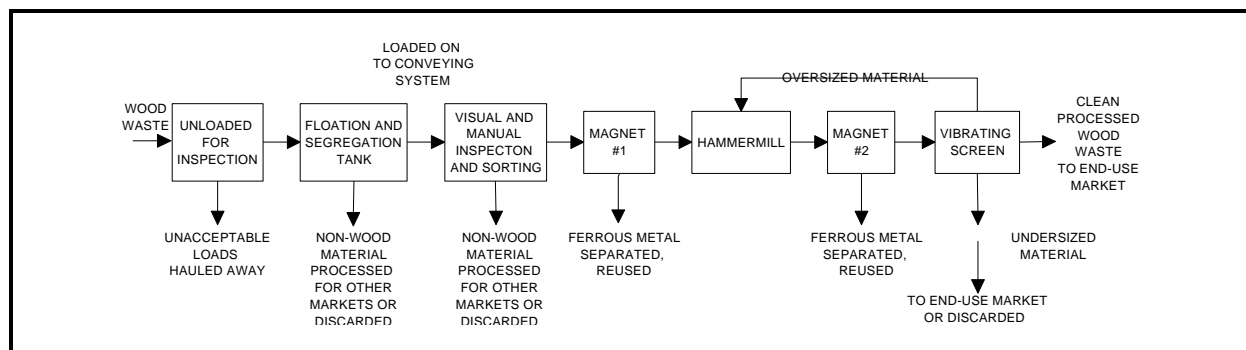 LOADED ON
TO CONVEYING
SYSTEM
OVERSIZED MATERIAL
WOOD
WASTE
UNLOADED
FOR
INSPECTION
FLOATION AND
SEGREGATION
TANK
VISUAL AND
MANUAL
INSPECTON
AND SORTING
MAGNET
#1
HAMMERMILL
MAGNET
#2
VIBRATING
SCREEN
CLEAN
PROCESSED
WOOD
WASTE
TO END-USE
MARKET
UNACCEPTABLE
LOADS
HAULED AWAY
NON-WOOD
MATERIAL
PROCESSED
FOR OTHER
MARKETS OR
DISCARDED
NON-WOOD
MATERIAL
PROCESSED
FOR OTHER
MARKETS OR
DISCARDED
FERROUS METAL
SEPARATED,
REUSED
FERROUS METAL
SEPARATED,
REUSED
UNDERSIZED
MATERIAL
TO END-USE MARKET
OR DISCARDED